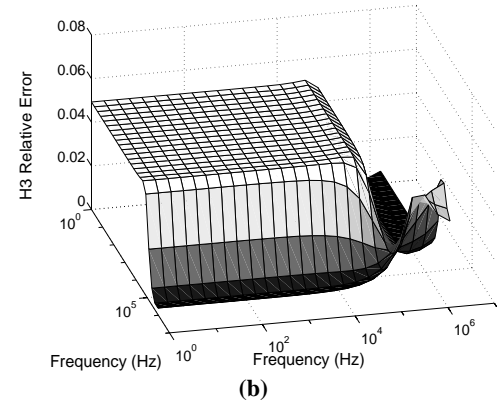 0.08
0.06
0.04
0.02
0
H3 Relative Error
10^0
10^5
Frequency (Hz)
10^0
10^2
10^4
10^6
Frequency (Hz)
(b)